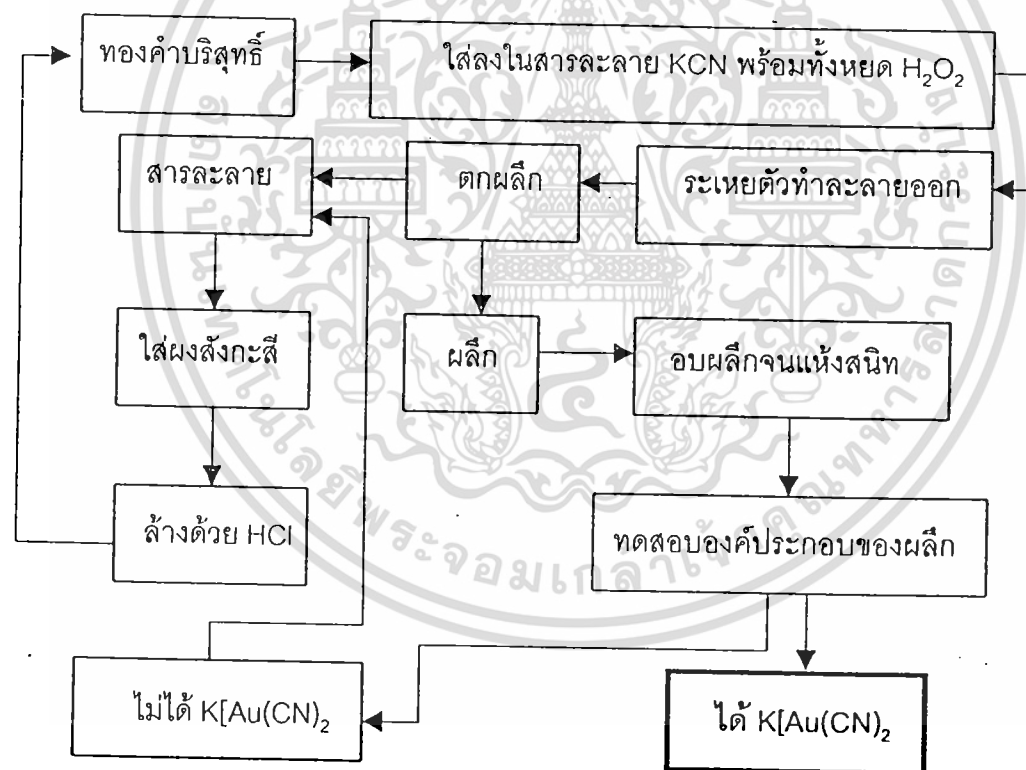 ทองคำบริสุทธิ์
ใส่ลงในสารละลาย KCN พร้อมทั้งหยด H₂O₂
สารละลาย
ตกผลึก
ระเหยตัวทำละลายออก
ใส่ผงสังกะสี
ผลึก
อบผลึกจนแห้งสนิท
ล้างด้วย HCl
ทดสอบองค์ประกอบของผลึก
ไม่ได้ K[Au(CN)₂
ได้ K[Au(CN)₂